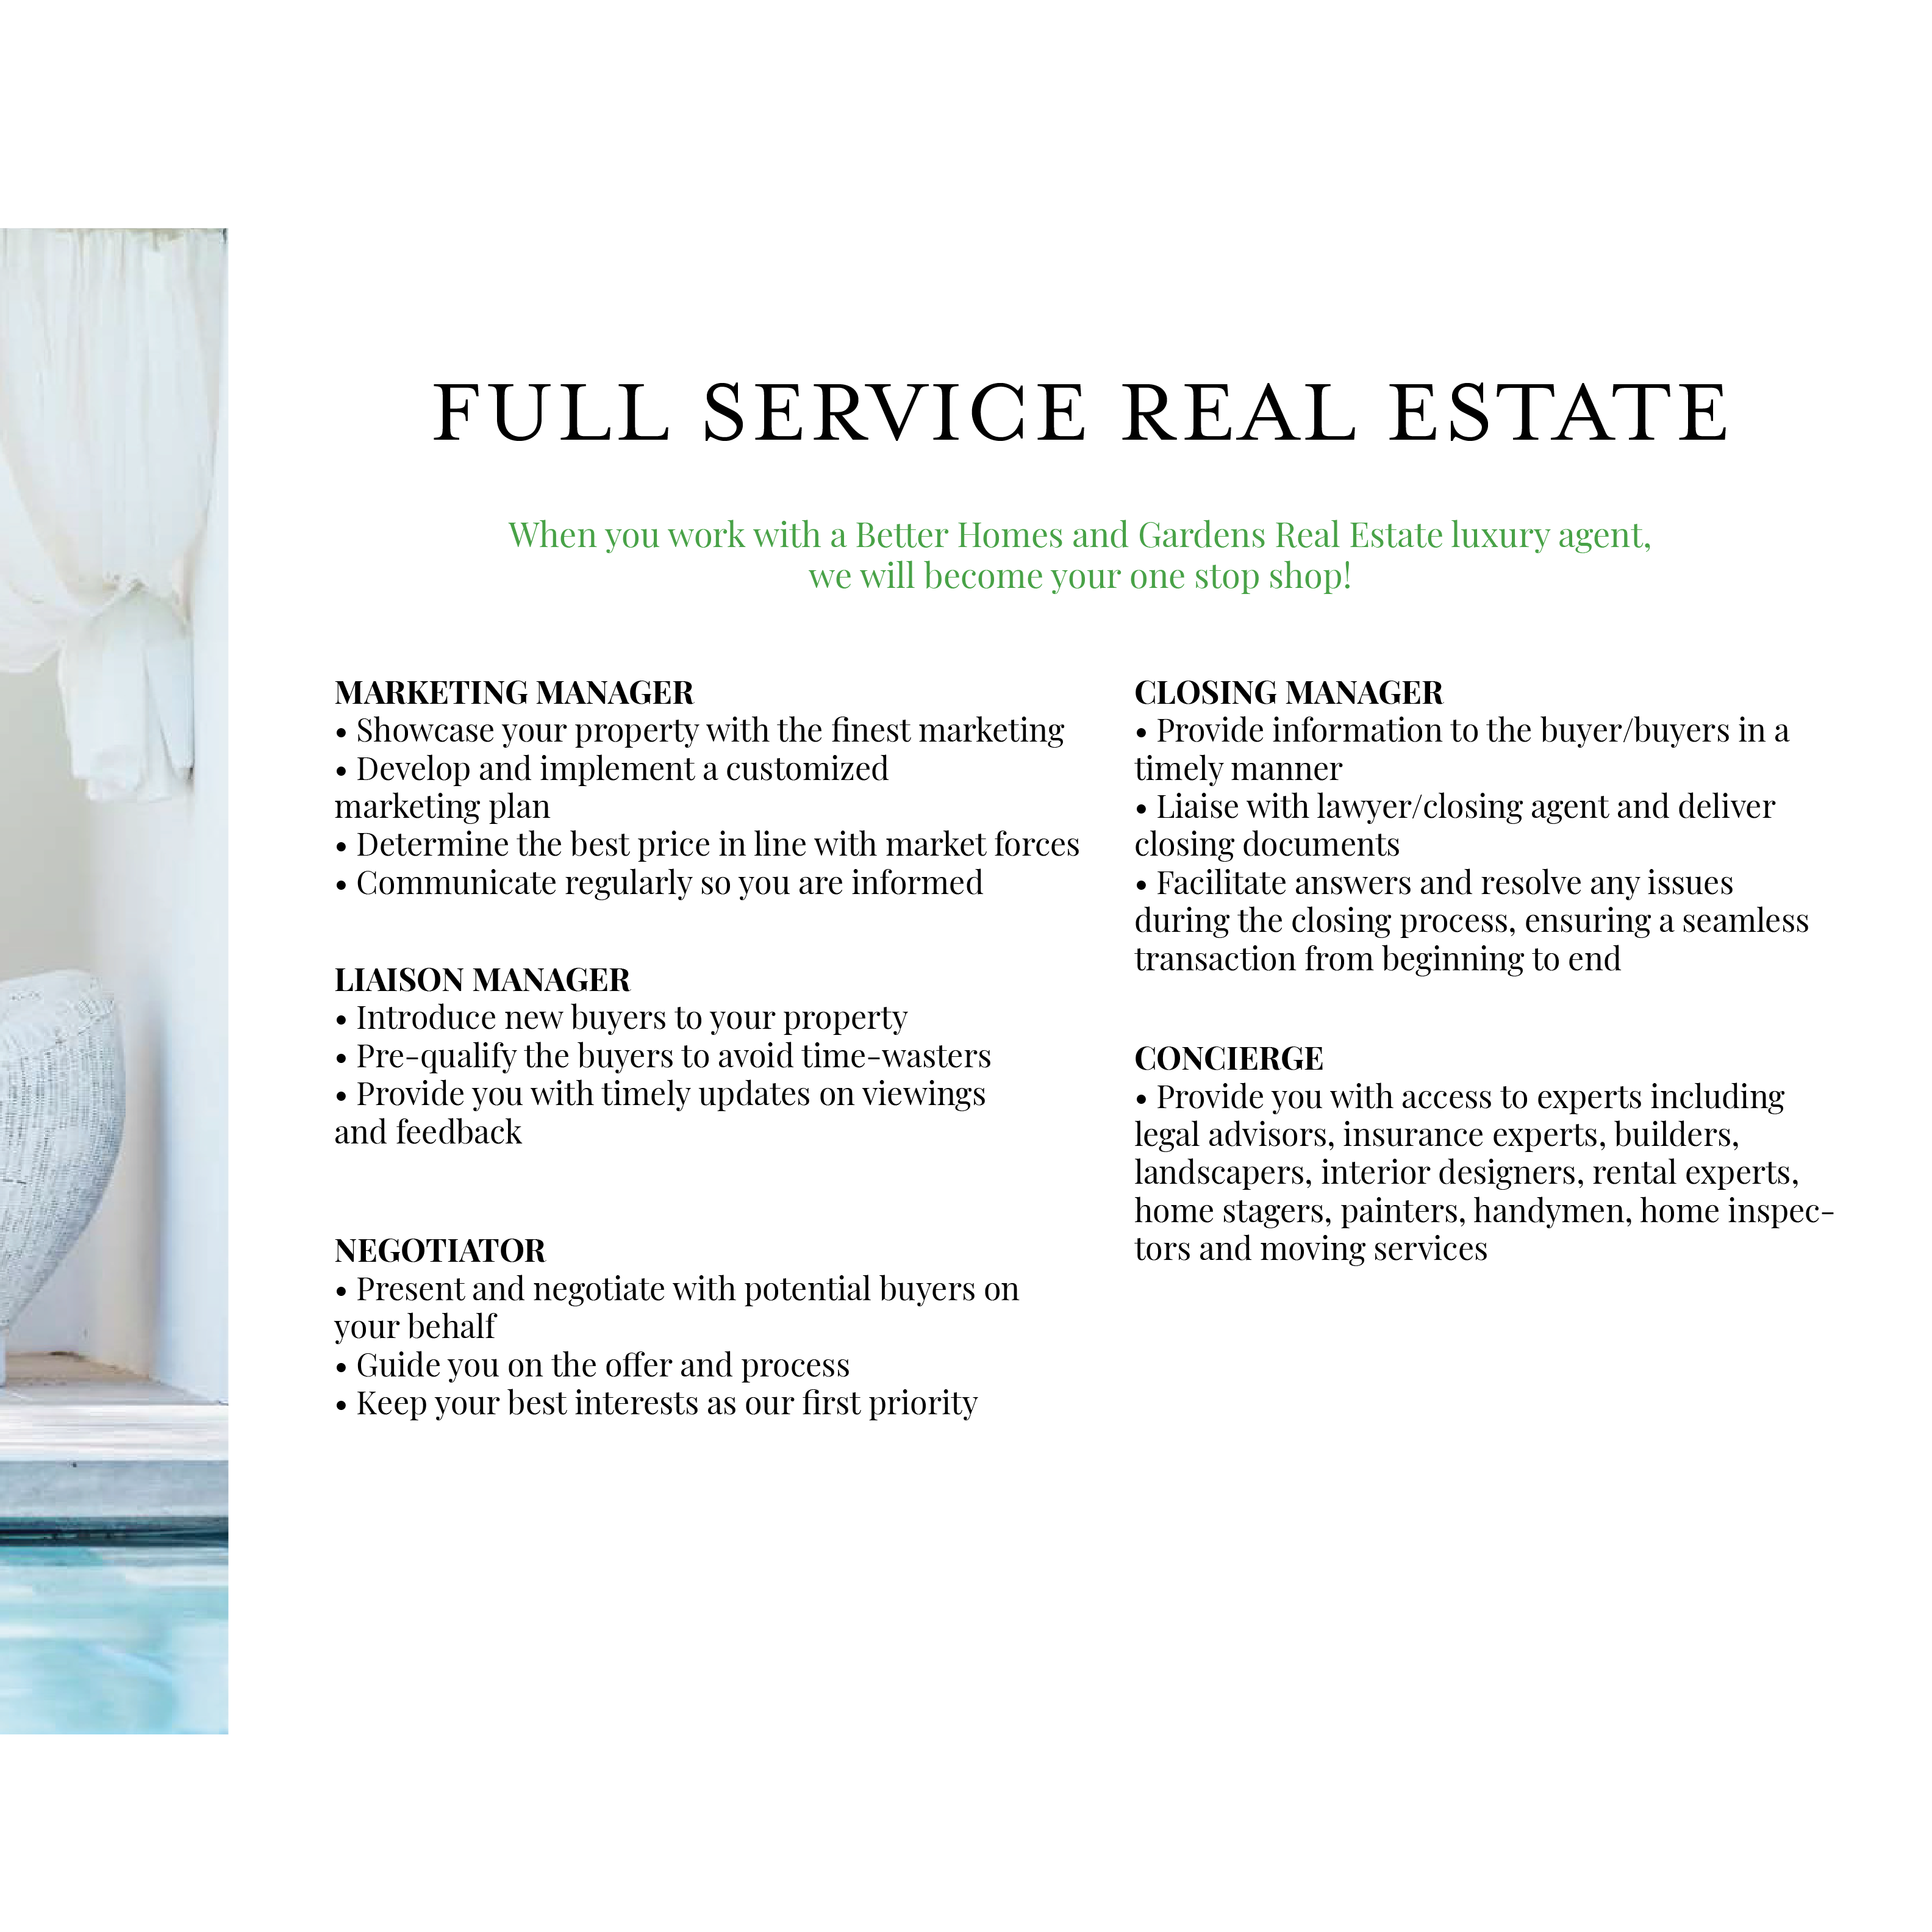 FULL SERVICE REAL ESTATE
When you work with a Better Homes and Gardens Real Estate luxury agent,
we will become your one stop shop!
MARKETING MANAGER
• Showcase your property with the finest marketing
• Develop and implement a customized
marketing plan
• Determine the best price in line with market forces
• Communicate regularly so you are informed
LIAISON MANAGER
• Introduce new buyers to your property
• Pre-qualify the buyers to avoid time-wasters
• Provide you with timely updates on viewings
and feedback
NEGOTIATOR
• Present and negotiate with potential buyers on
your behalf
• Guide you on the offer and process
• Keep your best interests as our first priority
CLOSING MANAGER
• Provide information to the buyer/buyers in a
timely manner
• Liaise with lawyer/closing agent and deliver
closing documents
• Facilitate answers and resolve any issues
during the closing process, ensuring a seamless
transaction from beginning to end
CONCIERGE
• Provide you with access to experts including
legal advisors, insurance experts, builders,
landscapers, interior designers, rental experts,
home stagers, painters, handymen, home inspec-
tors and moving services